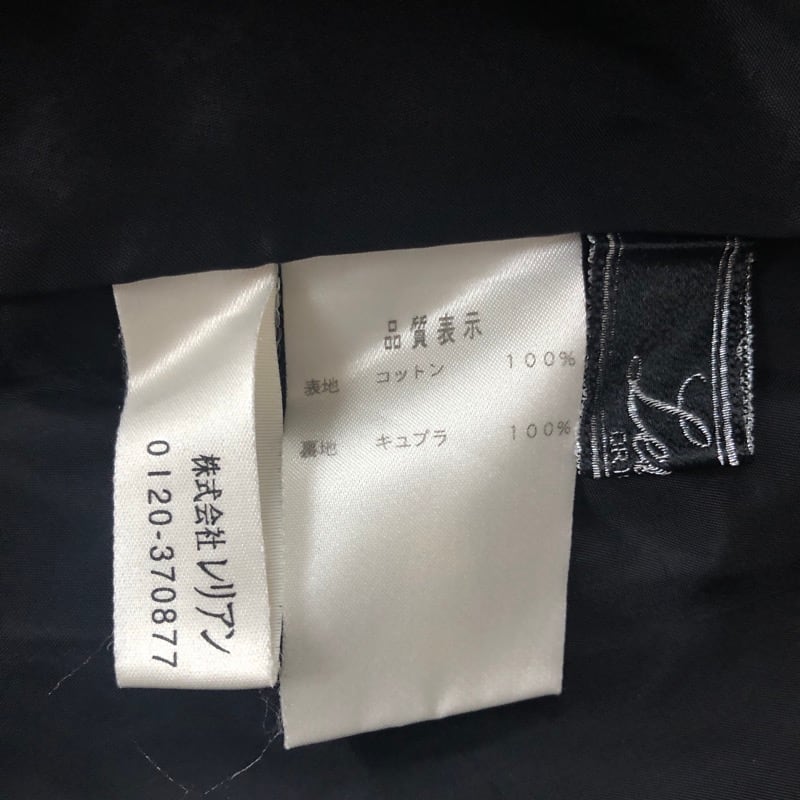 株式会社レリアン
0120-370877
品質表示
表地 コットン 100%
裏地 キュプラ 100%